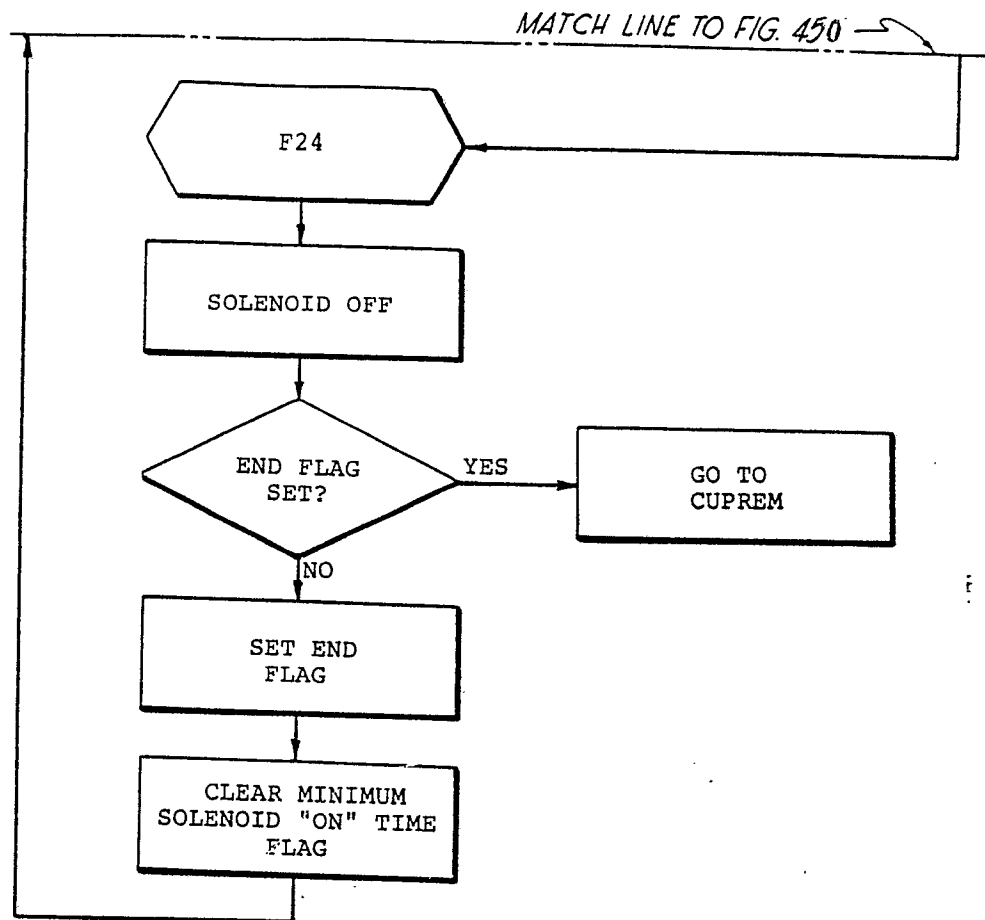 MATCH LINE TO FIG. 450
F24
SOLENOID OFF
END FLAG
SET?
YES
GO TO
CUPREM
NO
SET END
FLAG
CLEAR MINIMUM
SOLENOID "ON" TIME
FLAG